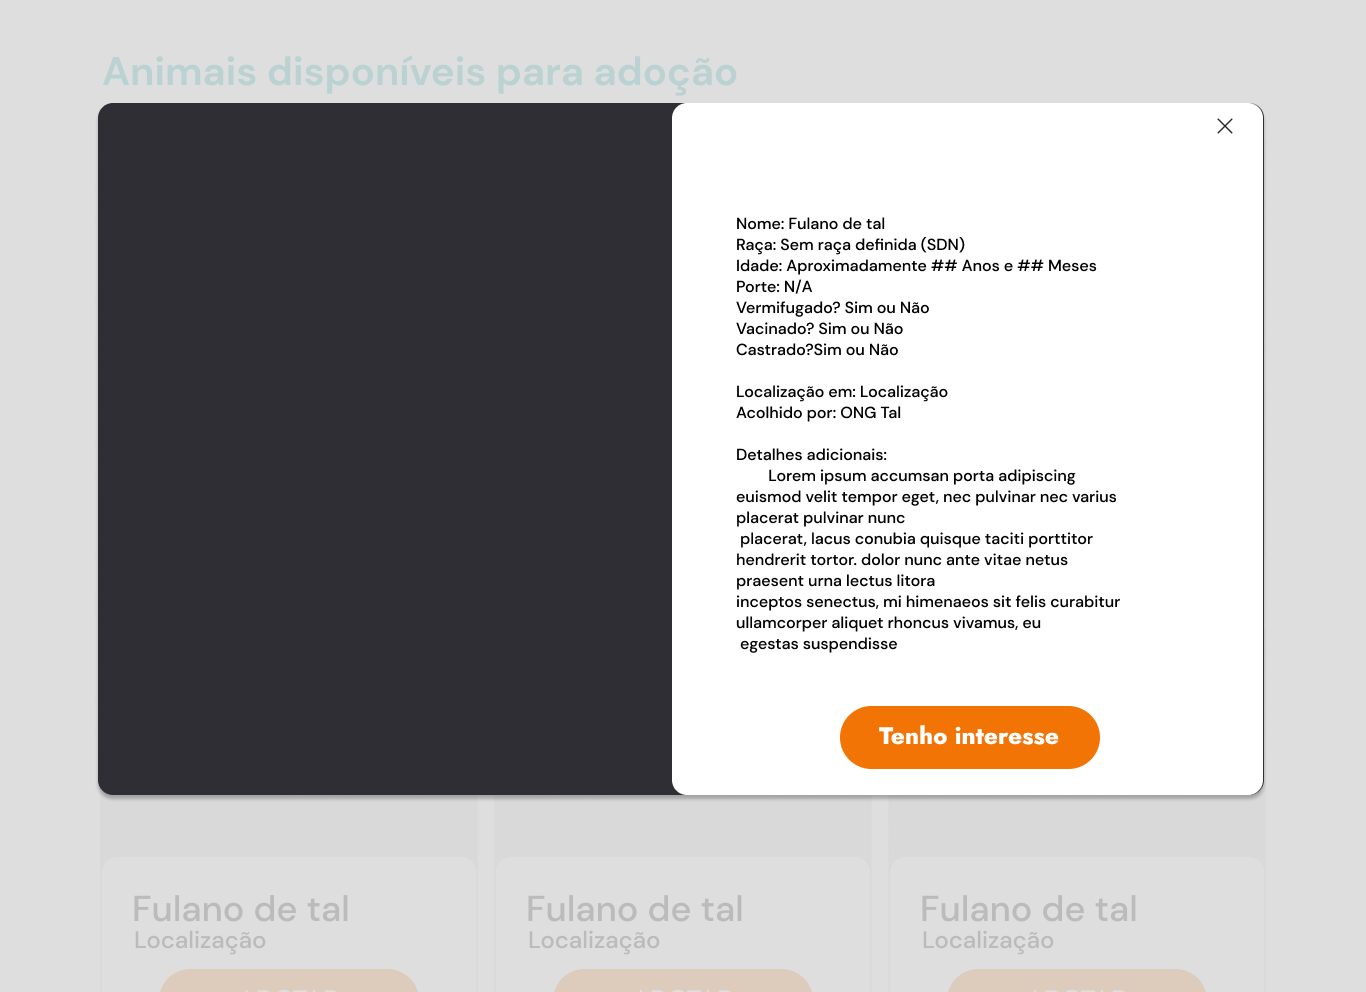 Animais disponíveis para adoção
Nome: Fulano de tal
Raça: Sem raça definida (SDN)
Idade: Aproximadamente ## Anos e ## Meses
Porte: N/A
Vermifugado? Sim ou Não
Vacinado? Sim ou Não
Castrado?Sim ou Não
Localização em: Localização
Acolhido por: ONG Tal
Detalhes adicionais:
Lorem ipsum accumsan porta adipiscing
euismod velit tempor eget, nec pulvinar nec varius
placerat pulvinar nunc
placerat, lacus conubia quisque taciti porttitor
hendrerit tortor. dolor nunc ante vitae netus
praesent urna lectus litora
inceptos senectus, mi himenaeos sit felis curabitur
ullamcorper aliquet rhoncus vivamus, eu
egestas suspendisse
Tenho interesse
Fulano de tal
Localização
Fulano de tal
Localização
Fulano de tal
Localização